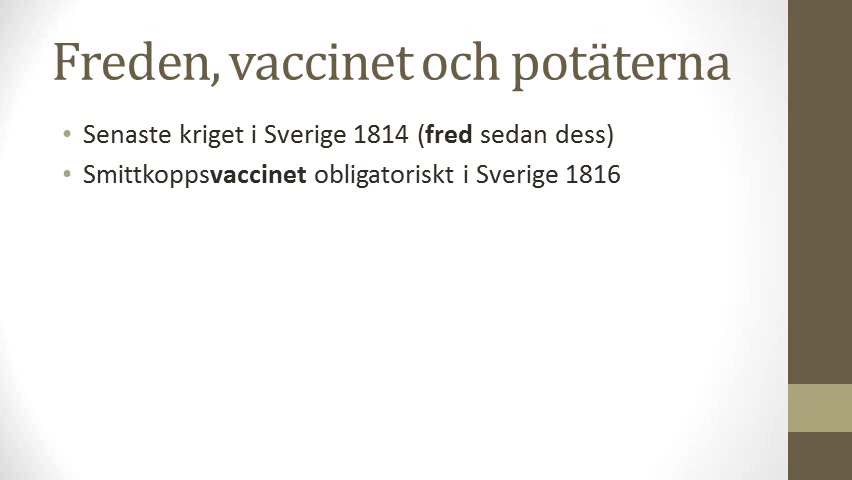 Freden, vaccinet och potäterna
• Senaste kriget i Sverige 1814 (fred sedan dess)
• Smittkoppsvaccinet obligatoriskt i Sverige 1816